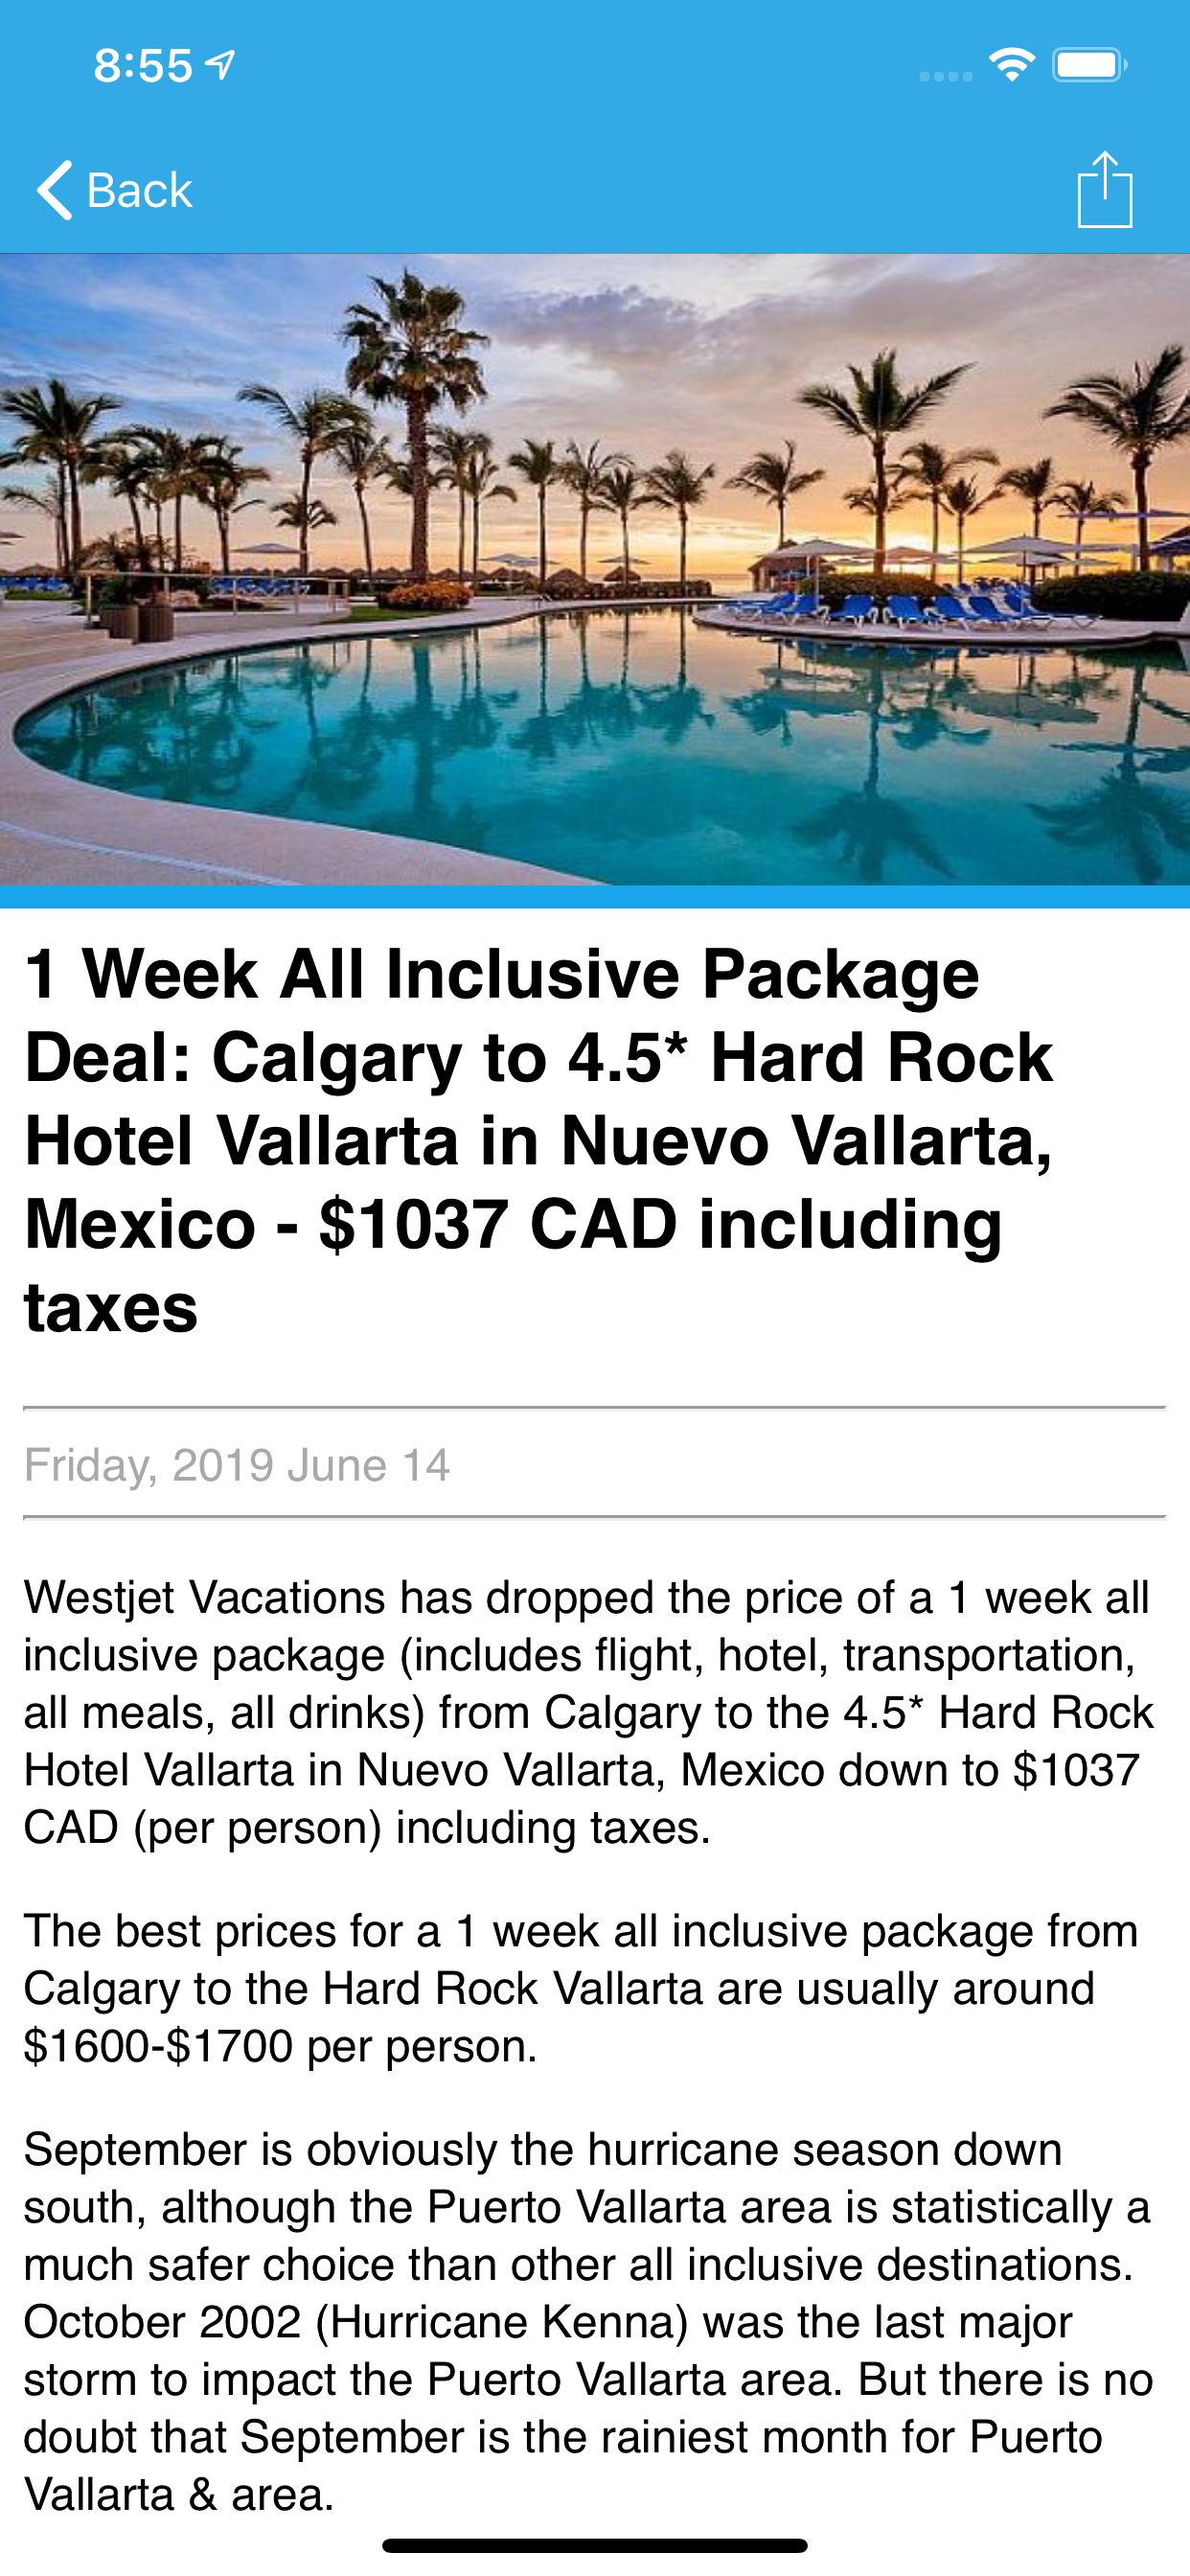 8:55
Back
1 Week All Inclusive Package
Deal: Calgary to 4.5* Hard Rock
Hotel Vallarta in Nuevo Vallarta,
Mexico - $1037 CAD including
taxes
Friday, 2019 June 14
Westjet Vacations has dropped the price of a 1 week all
inclusive package (includes flight, hotel, transportation,
all meals, all drinks) from Calgary to the 4.5* Hard Rock
Hotel Vallarta in Nuevo Vallarta, Mexico down to $1037
CAD (per person) including taxes.
The best prices for a 1 week all inclusive package from
Calgary to the Hard Rock Vallarta are usually around
$1600-$1700 per person.
September is obviously the hurricane season down
south, although the Puerto Vallarta area is statistically a
much safer choice than other all inclusive destinations.
October 2002 (Hurricane Kenna) was the last major
storm to impact the Puerto Vallarta area. But there is no
doubt that September is the rainiest month for Puerto
Vallarta & area.